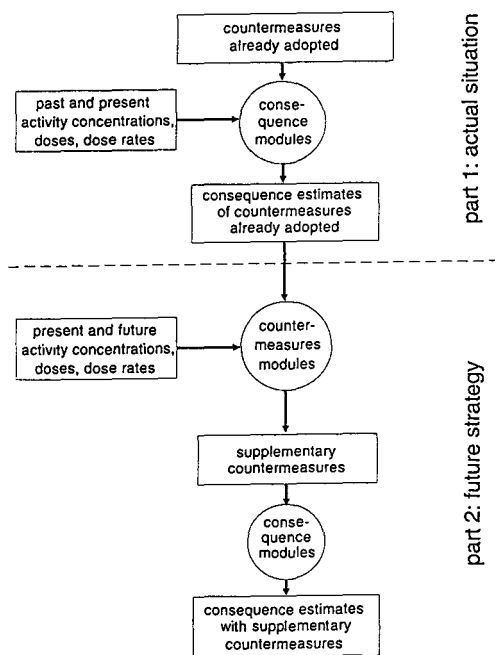 countermeasures
already adopted
past and present
activity concentrations,
doses, dose rates
conse-
quence
modules
consequence estimates
of countermeasures
already adopted
part 1: actual situation
present and future
activity concentrations,
doses, dose rates
counter-
measures
modules
supplementary
countermeasures
conse-
quence
modules
consequence estimates
with supplementary
countermeasures
part 2: future strategy